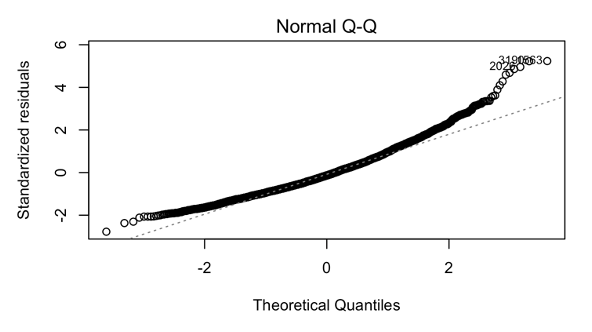 Normal Q-Q
Standardized residuals
6
4
2
0
-2
-2
0
2
Theoretical Quantiles